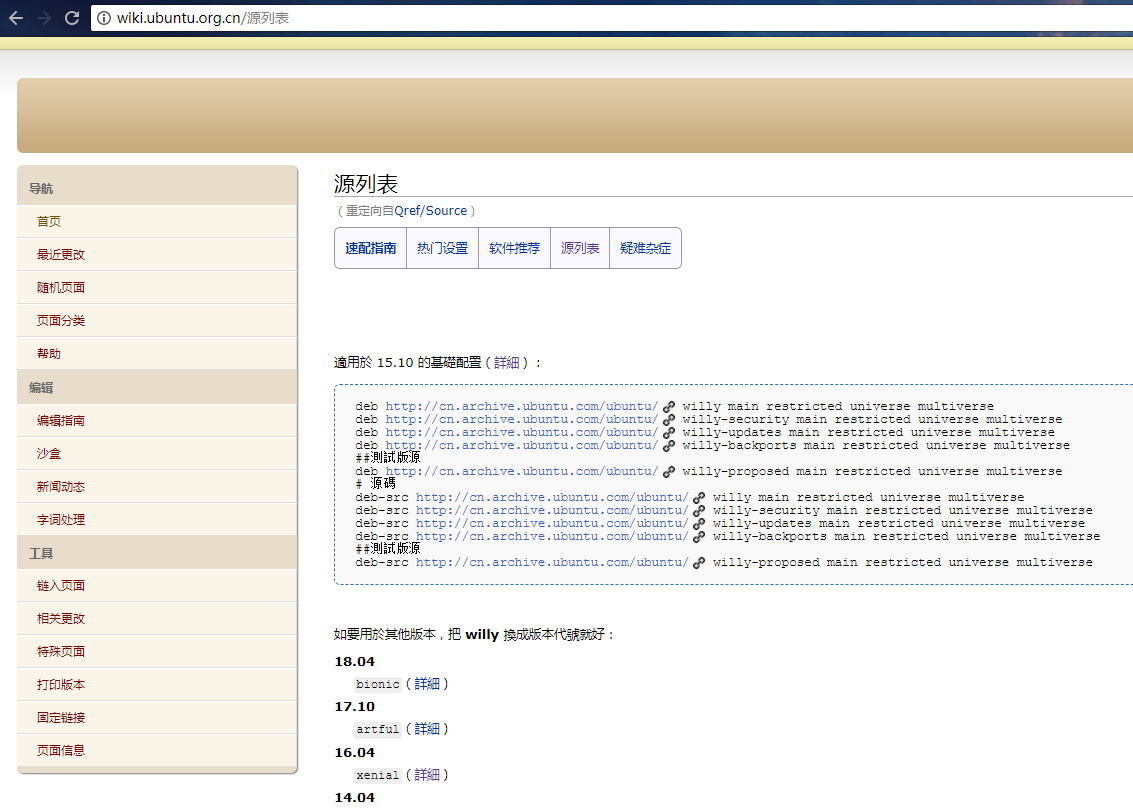 wiki.ubuntu.org.cn/源列表
导航
首页
最近更改
随机页面
页面分类
帮助
编辑
编辑指南
沙盒
新闻动态
字词处理
工具
链入页面
相关更改
特殊页面
打印版本
固定链接
页面信息
源列表
（重定向自Qref/Source）
速配指南 热门设置 软件推荐 源列表 疑难杂症
適用於 15.10 的基礎配置（詳細）：
deb http://cn.archive.ubuntu.com/ubuntu/ willy main restricted universe multiverse
deb http://cn.archive.ubuntu.com/ubuntu/ willy-security main restricted universe multiverse
deb http://cn.archive.ubuntu.com/ubuntu/ willy-updates main restricted universe multiverse
deb http://cn.archive.ubuntu.com/ubuntu/ willy-backports main restricted universe multiverse
##測試版源
deb http://cn.archive.ubuntu.com/ubuntu/ willy-proposed main restricted universe multiverse
# 源碼
deb-src http://cn.archive.ubuntu.com/ubuntu/ willy main restricted universe multiverse
deb-src http://cn.archive.ubuntu.com/ubuntu/ willy-security main restricted universe multiverse
deb-src http://cn.archive.ubuntu.com/ubuntu/ willy-updates main restricted universe multiverse
deb-src http://cn.archive.ubuntu.com/ubuntu/ willy-backports main restricted universe multiverse
##測試版源
deb-src http://cn.archive.ubuntu.com/ubuntu/ willy-proposed main restricted universe multiverse
如要用於其他版本，把 willy 換成版本代號就好：
18.04
bionic（詳細）
17.10
artful（詳細）
16.04
xenial（詳細）
14.04